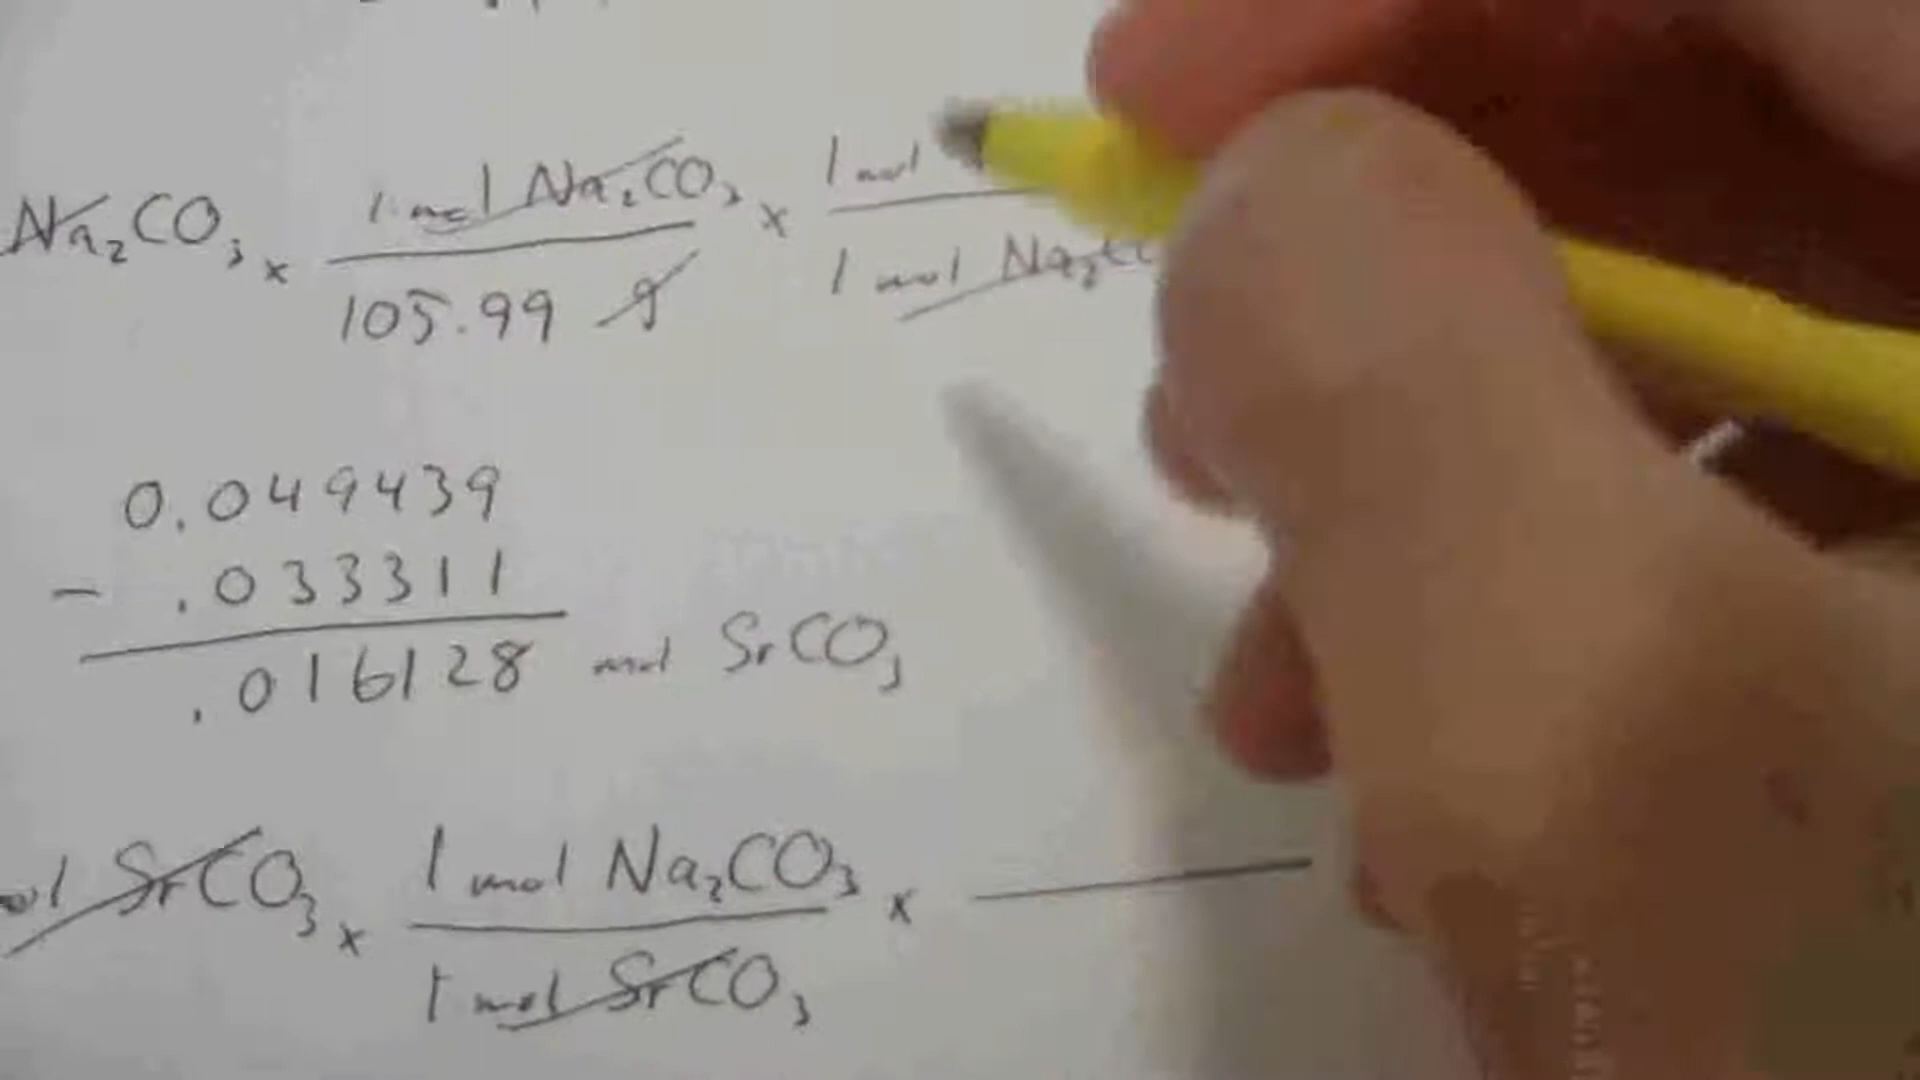 Na₂CO₃ x 1 mol Na₂CO₃ x 1 mol
105.99 g 1 mol
0.049439
- .033311
.016128 mol SrCO₃
SrCO₃ x 1 mol Na₂CO₃ x
1 mol SrCO₃